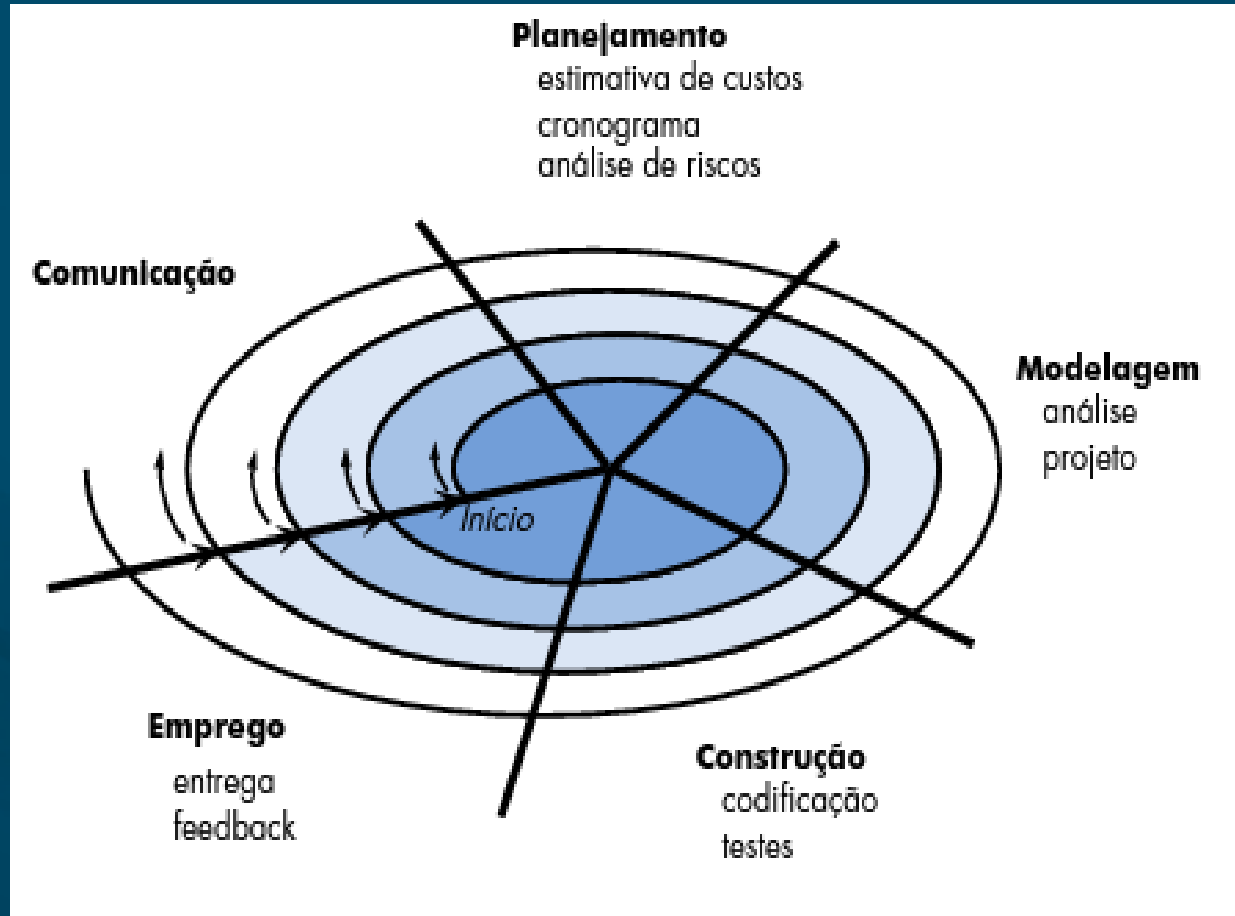 Planejamento
estimativa de custos
cronograma
análise de riscos
Comunicação
Modelagem
análise
projeto
Início
Emprego
entrega
feedback
Construção
codificação
testes